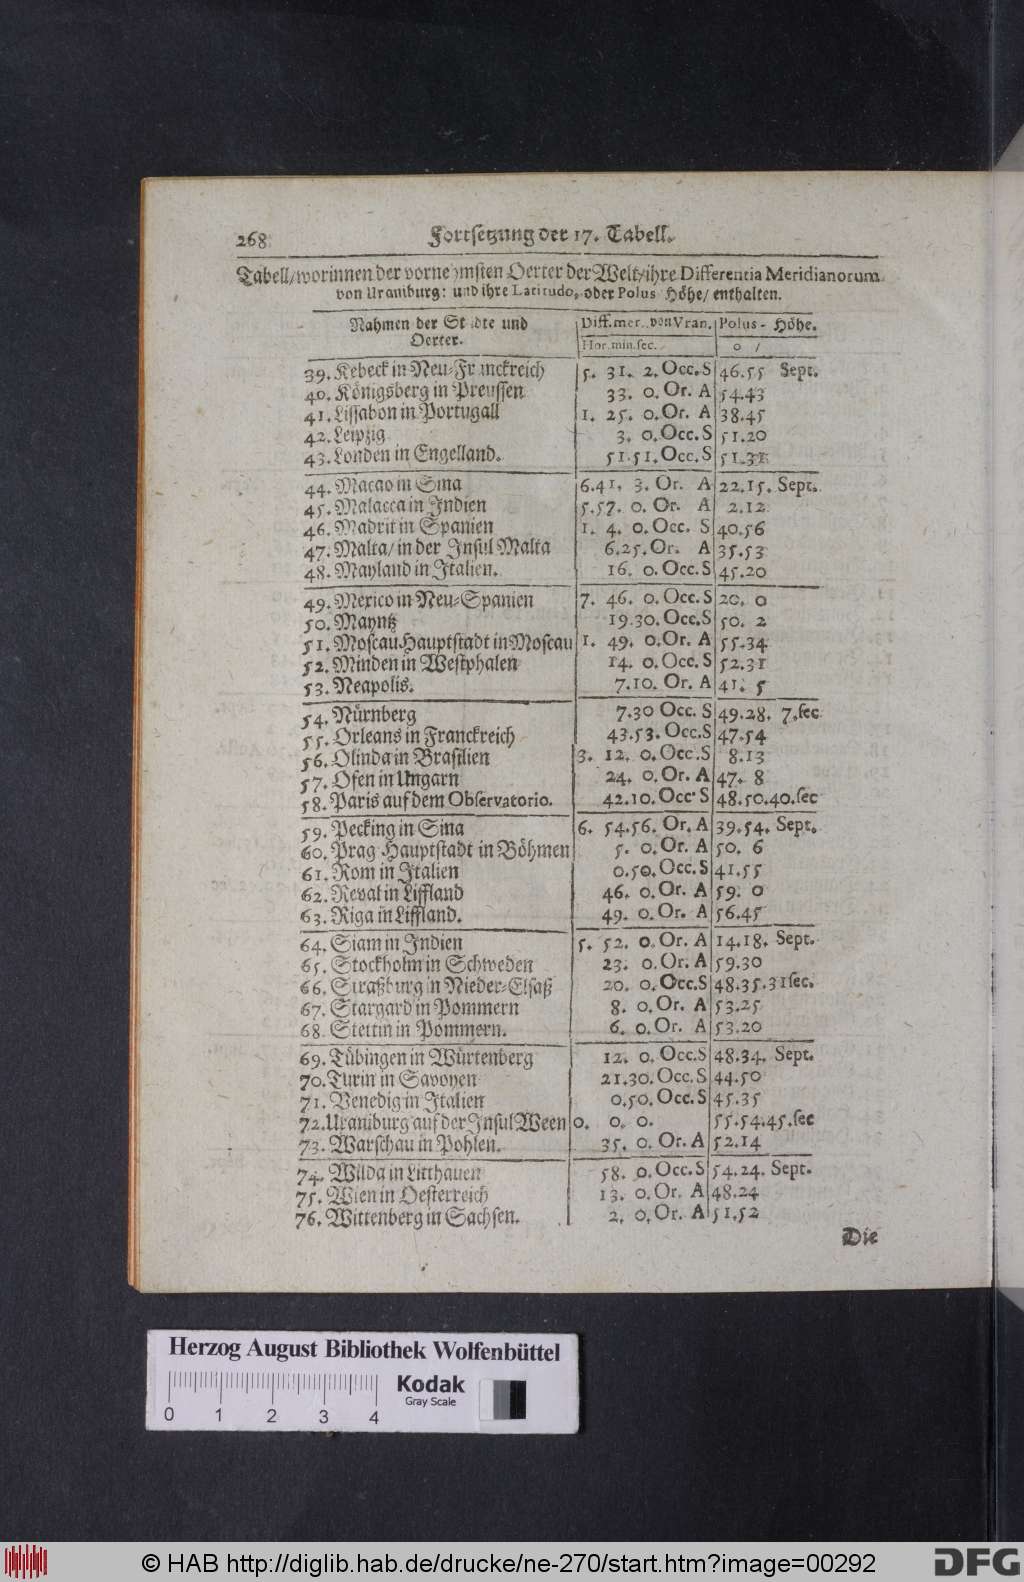 268
Fortsetzung der 17. Tabell.
Tabell/worinnen der vornehmsten Oerter der Welt/ihre Differentia Meridianorum
von Uraniburg: und ihre Latitudo, oder Polus Höhe/ enthalten.
Nahmen der Städte und Oerter. Diff.mer. von Vran. Polus-Höhe.
Hor.min.sec. o /
39. Kebeck in Neu-Franckreich 5. 31. 2. Occ.S 46.55 Sept.
40. Königsberg in Preussen 33. 0. Or. A 54.43
41. Lissabon in Portugall 1. 25. 0. Or. A 38.45
42. Leipzig 3. 0. Occ. S 51.20
43. Londen in Engelland. 51.51. Occ. S 51.32
44. Macao in Sina 6.41. 3. Or. A 22.15. Sept.
45. Malacca in Indien 5.57. 0. Or. A 2.12
46. Madrit in Spanien 1. 4. 0. Occ. S 40.56
47. Malta/ in der Insul Malta 6.25. Or. A 35.53
48. Mayland in Italien. 16. 0. Occ. S 45.20
49. Mexico in Neu-Spanien 7. 46. 0. Occ. S 20. 0
50. Mayntz 19.30. Occ.S 50. 2
51. Moscau Hauptstadt in Moscau 1. 49. 0. Or. A 55.34
52. Minden in Westphalen 14. 0. Occ. S 52.31
53. Neapolis. 7.10. Or. A 41. 5
54. Nürnberg 7.30 Occ. S 49.28. 7.sec
55. Orleans in Franckreich 43.53. Occ.S 47.54
56. Olinda in Brasilien 3. 12. 0. Occ.S 8.13
57. Ofen in Ungarn 24. 0. Or. A 47. 8
58. Paris auf dem Observatorio. 42.10. Occ. S 48.50.40.sec
59. Pecking in Sina 6. 54.56. Or. A 39.54. Sept.
60. Prag Hauptstadt in Böhmen 5. 0. Or. A 50. 6
61. Rom in Italien 0.50. Occ. S 41.55
62. Reval in Liffland 46. 0. Or. A 59. 0
63. Riga in Liffland. 49. 0. Or. A 56.45
64. Siam in Indien 5. 52. 0. Or. A 14.18. Sept.
65. Stockholm in Schweden 23. 0. Or. A 59.30
66. Straßburg in Nieder-Elsaß 20. 0. Occ.S 48.35.31sec.
67. Stargard in Pommern 8. 0. Or. A 53.25
68. Stettin in Pommern. 6. 0. Or. A 53.20
69. Tübingen in Würtenberg 12. 0. Occ.S 48.34. Sept.
70. Turin in Savoyen 21.30. Occ. S 44.50
71. Venedig in Italien 0.50. Occ. S 45.35
72. Uraniburg auf der Insul Ween 0. 0. 0. 55.54.45.sec
73. Warschau in Pohlen. 35. 0. Or. A 52.14
74. Wilda in Litthauen 58. 0. Occ. S 54.24. Sept.
75. Wien in Oesterreich 13. 0. Or. A 48.24
76. Wittenberg in Sachsen. 2. 0. Or. A 51.52
Die
Herzog August Bibliothek Wolfenbüttel
Kodak
Gray Scale
0 1 2 3 4
© HAB http://diglib.hab.de/drucke/ne-270/start.htm?image=00292
DFG